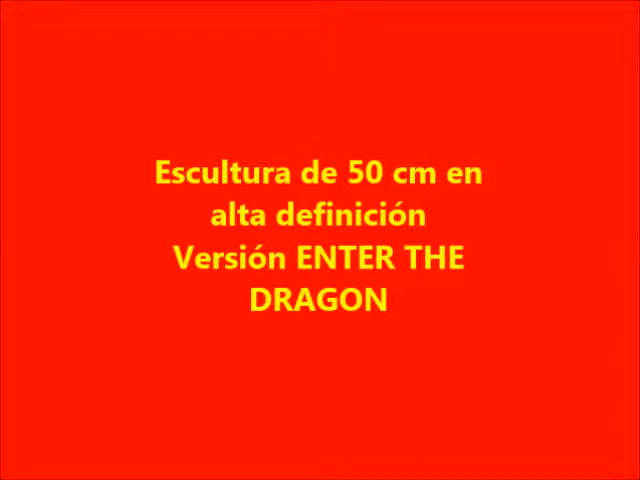 Escultura de 50 cm en
alta definición
Versión ENTER THE
DRAGON